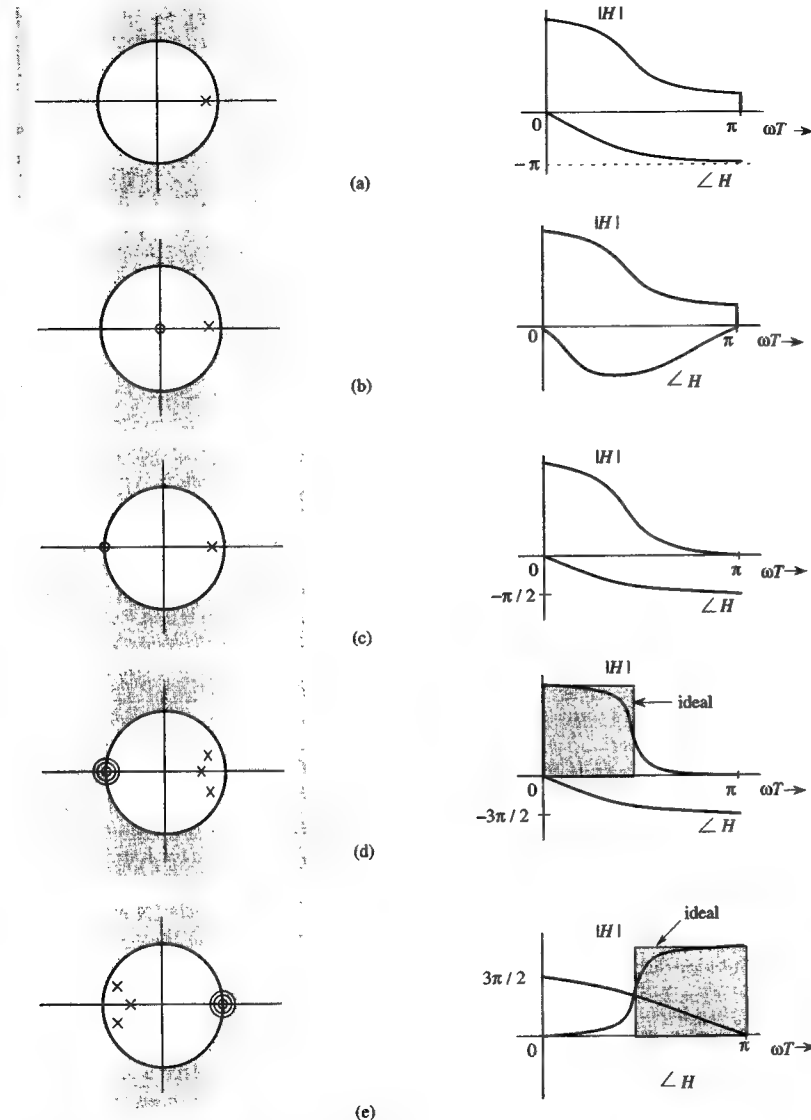 |H|
0
π
ωT →
−π
∠H
(a)
|H|
0
π
ωT →
∠H
(b)
|H|
0
π
ωT →
−π / 2
∠H
(c)
|H|
ideal
0
π
ωT →
−3π / 2
∠H
(d)
ideal
|H|
3π / 2
0
π
ωT →
∠H
(e)